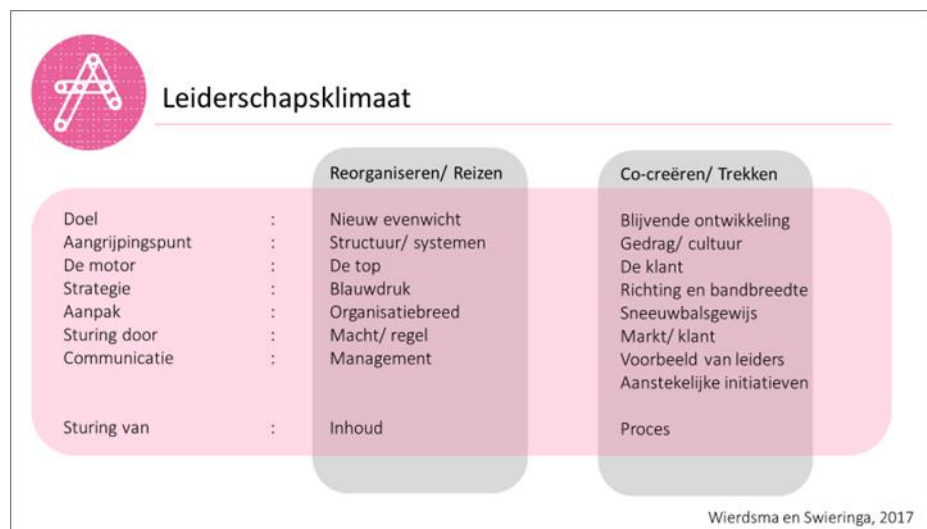 Leiderschapsklimaat
Reorganiseren/ Reizen Co-creëren/ Trekken
Doel : Nieuw evenwicht Blijvende ontwikkeling
Aangrijpingspunt : Structuur/ systemen Gedrag/ cultuur
De motor : De top De klant
Strategie : Blauwdruk Richting en bandbreedte
Aanpak : Organisatiebreed Sneeuwbalsgewijs
Sturing door : Macht/ regel Markt/ klant
Communicatie : Management Voorbeeld van leiders
Aanstekelijke initiatieven
Sturing van : Inhoud Proces
Wierdsma en Swieringa, 2017